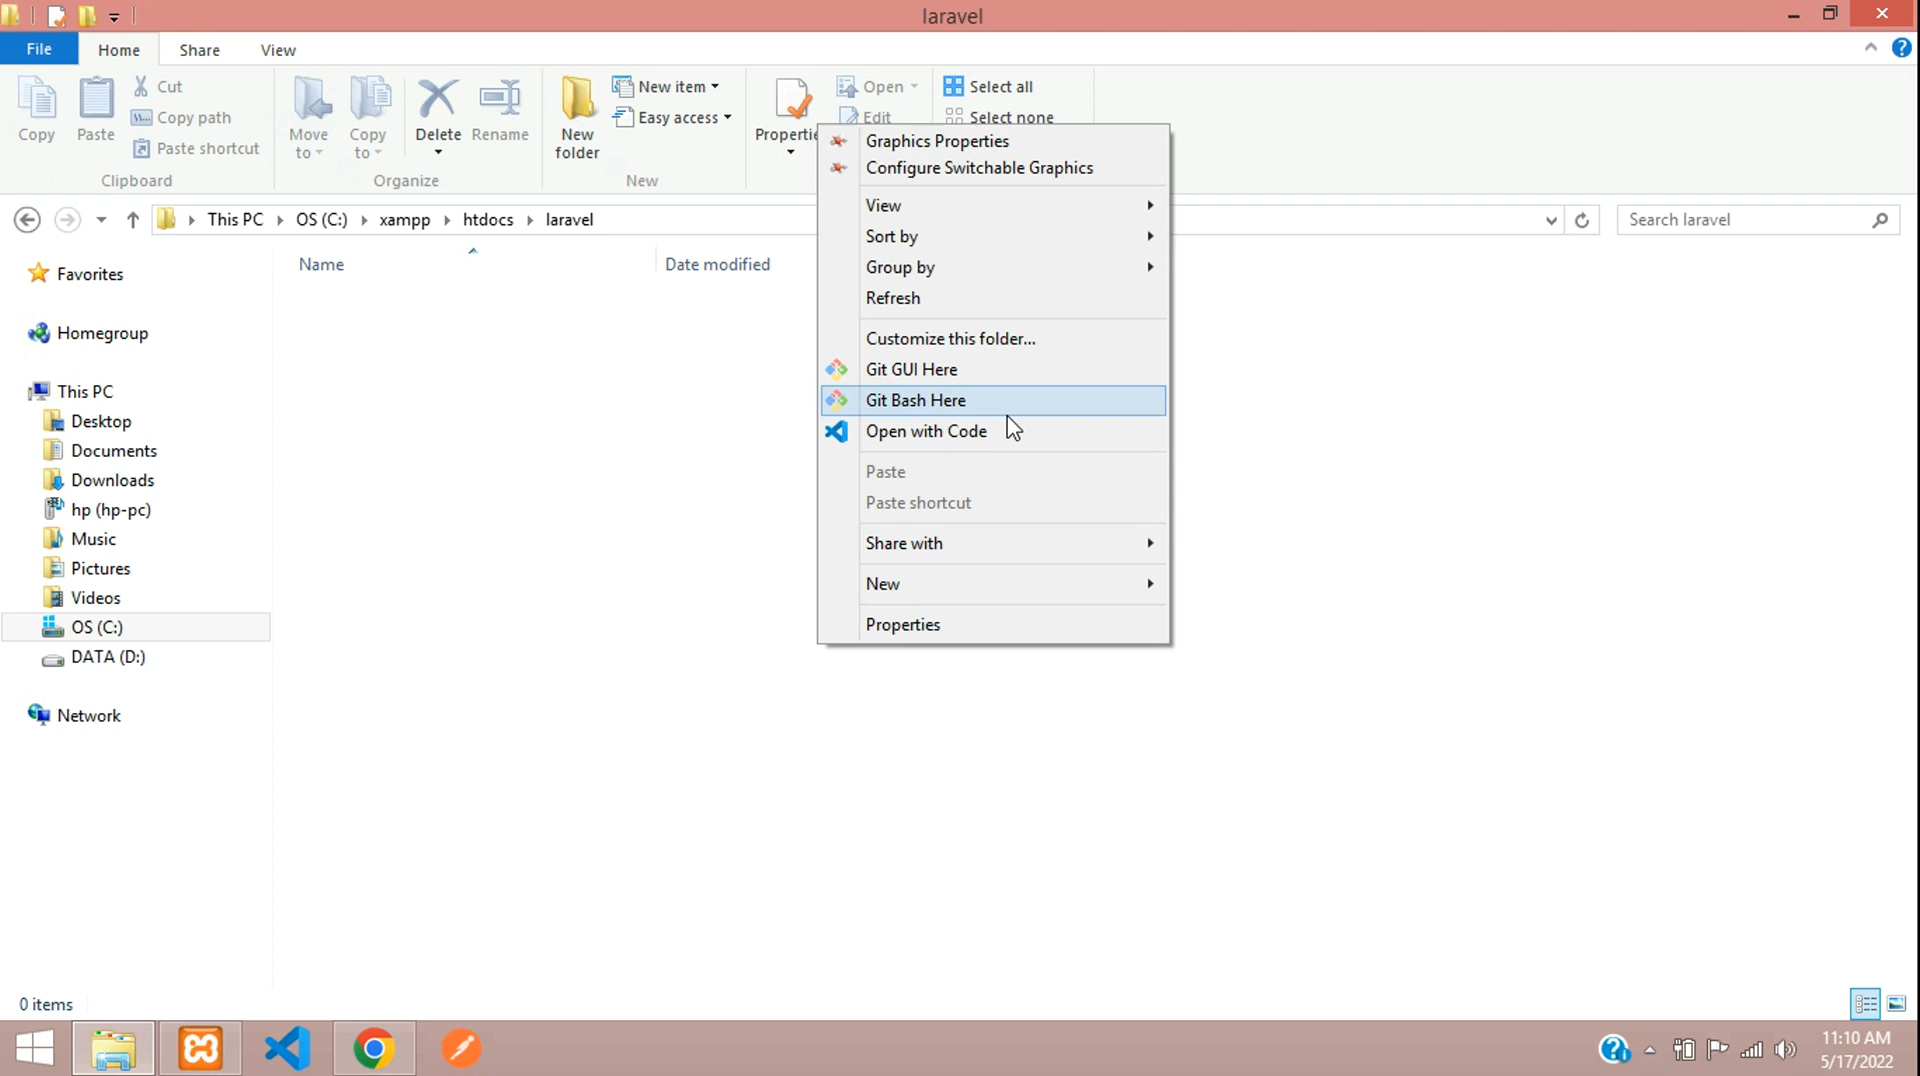 laravel
File Home Share View
Copy
Paste
Cut
Copy path
Paste shortcut
Clipboard
Move to
Copy to
Delete
Rename
Organize
New folder
New item
Easy access
New
Properti
Open
Edit
Select all
Select none
This PC OS (C:) xampp htdocs laravel
Search laravel
Name Date modified
Favorites
Homegroup
This PC
Desktop
Documents
Downloads
hp (hp-pc)
Music
Pictures
Videos
OS (C:)
DATA (D:)
Network
Graphics Properties
Configure Switchable Graphics
View
Sort by
Group by
Refresh
Customize this folder...
Git GUI Here
Git Bash Here
Open with Code
Paste
Paste shortcut
Share with
New
Properties
0 items
11:10 AM
5/17/2022